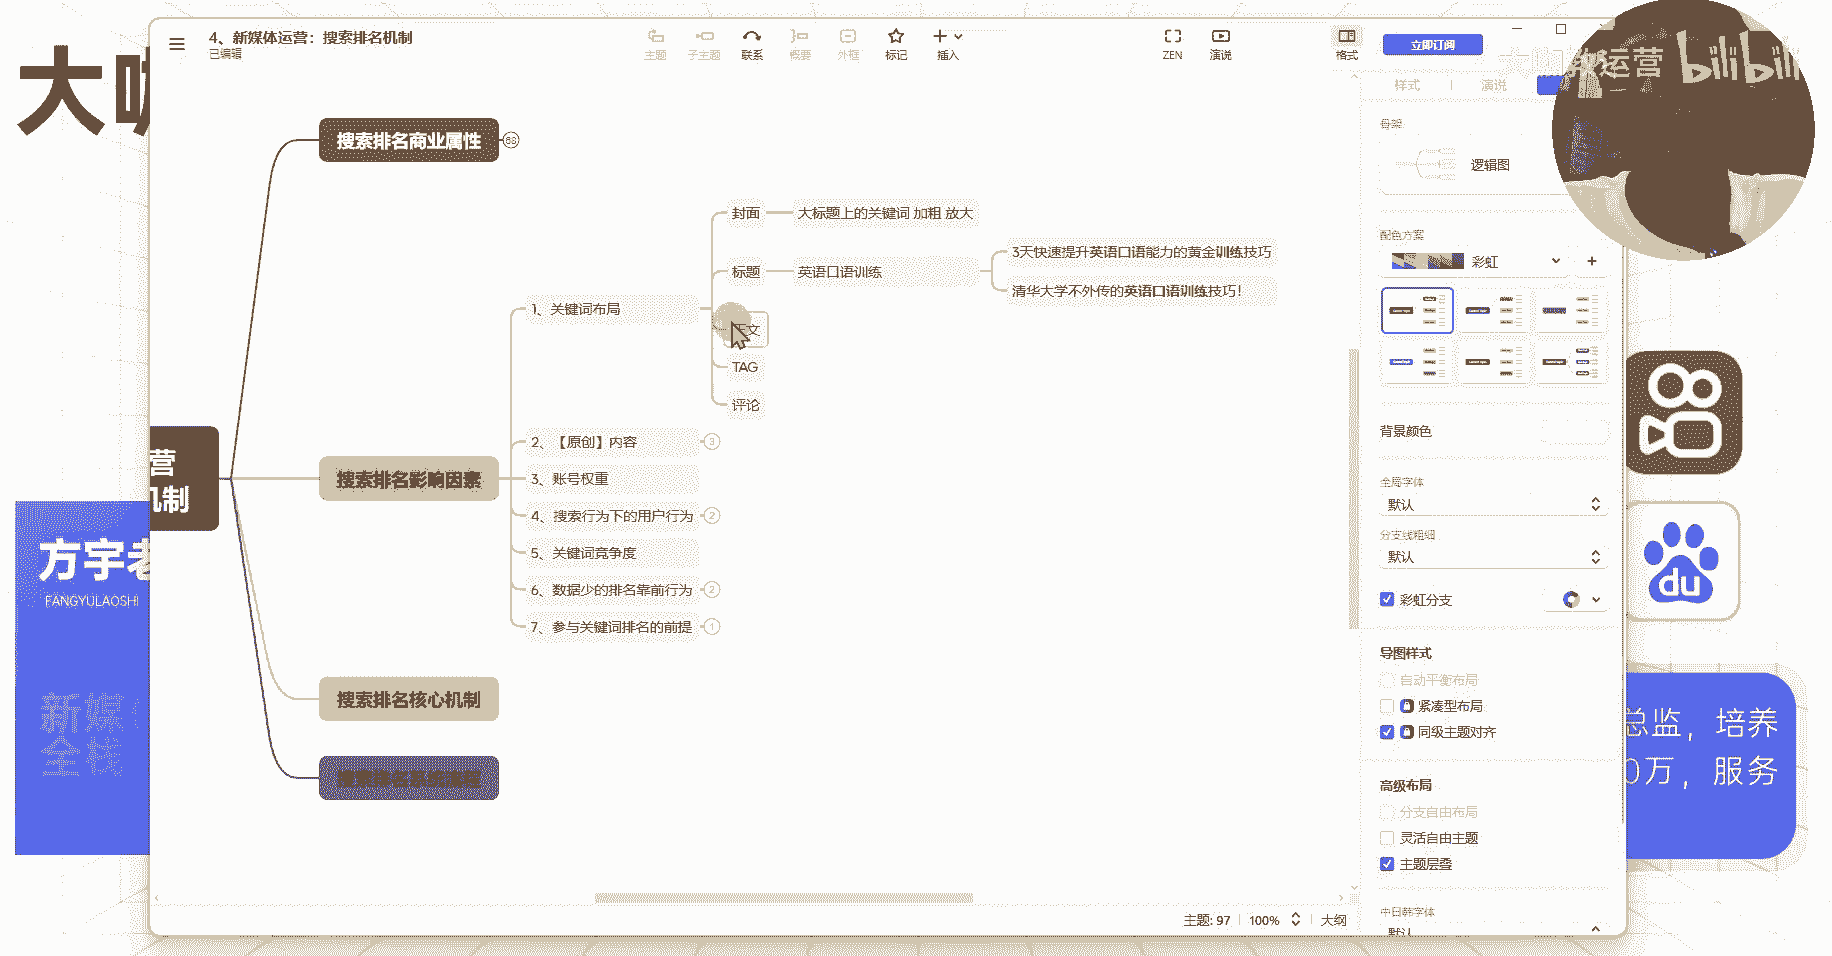 大咖
4、新媒体运营：搜索排名机制
已编辑
主题
子主题
联系
概要
外框
标记
插入
ZEN
演说
格式
立即订阅
教运营 bilibili
样式
演说
骨架
逻辑图
配色方案
彩虹
背景颜色
全局字体
默认
分支线粗细
默认
彩虹分支
导图样式
自动平衡布局
紧凑型布局
同级主题对齐
高级布局
分支自由布局
灵活自由主题
主题层叠
中日韩字体
默认
搜索排名商业属性
68
封面
大标题上的关键词 加粗 放大
标题
英语口语训练
3天快速提升英语口语能力的黄金训练技巧
清华大学不外传的英语口语训练技巧！
1、关键词布局
正文
TAG
评论
营
机制
搜索排名影响因素
2、【原创】内容
3
3、账号权重
4、搜索行为下的用户行为
2
5、关键词竞争度
6、数据少的排名靠前行为
2
7、参与关键词排名的前提
1
搜索排名核心机制
方宇老
FANGYULAOSHI
新媒
全栈
du
总监，培养
0万，服务
主题: 97
100%
大纲